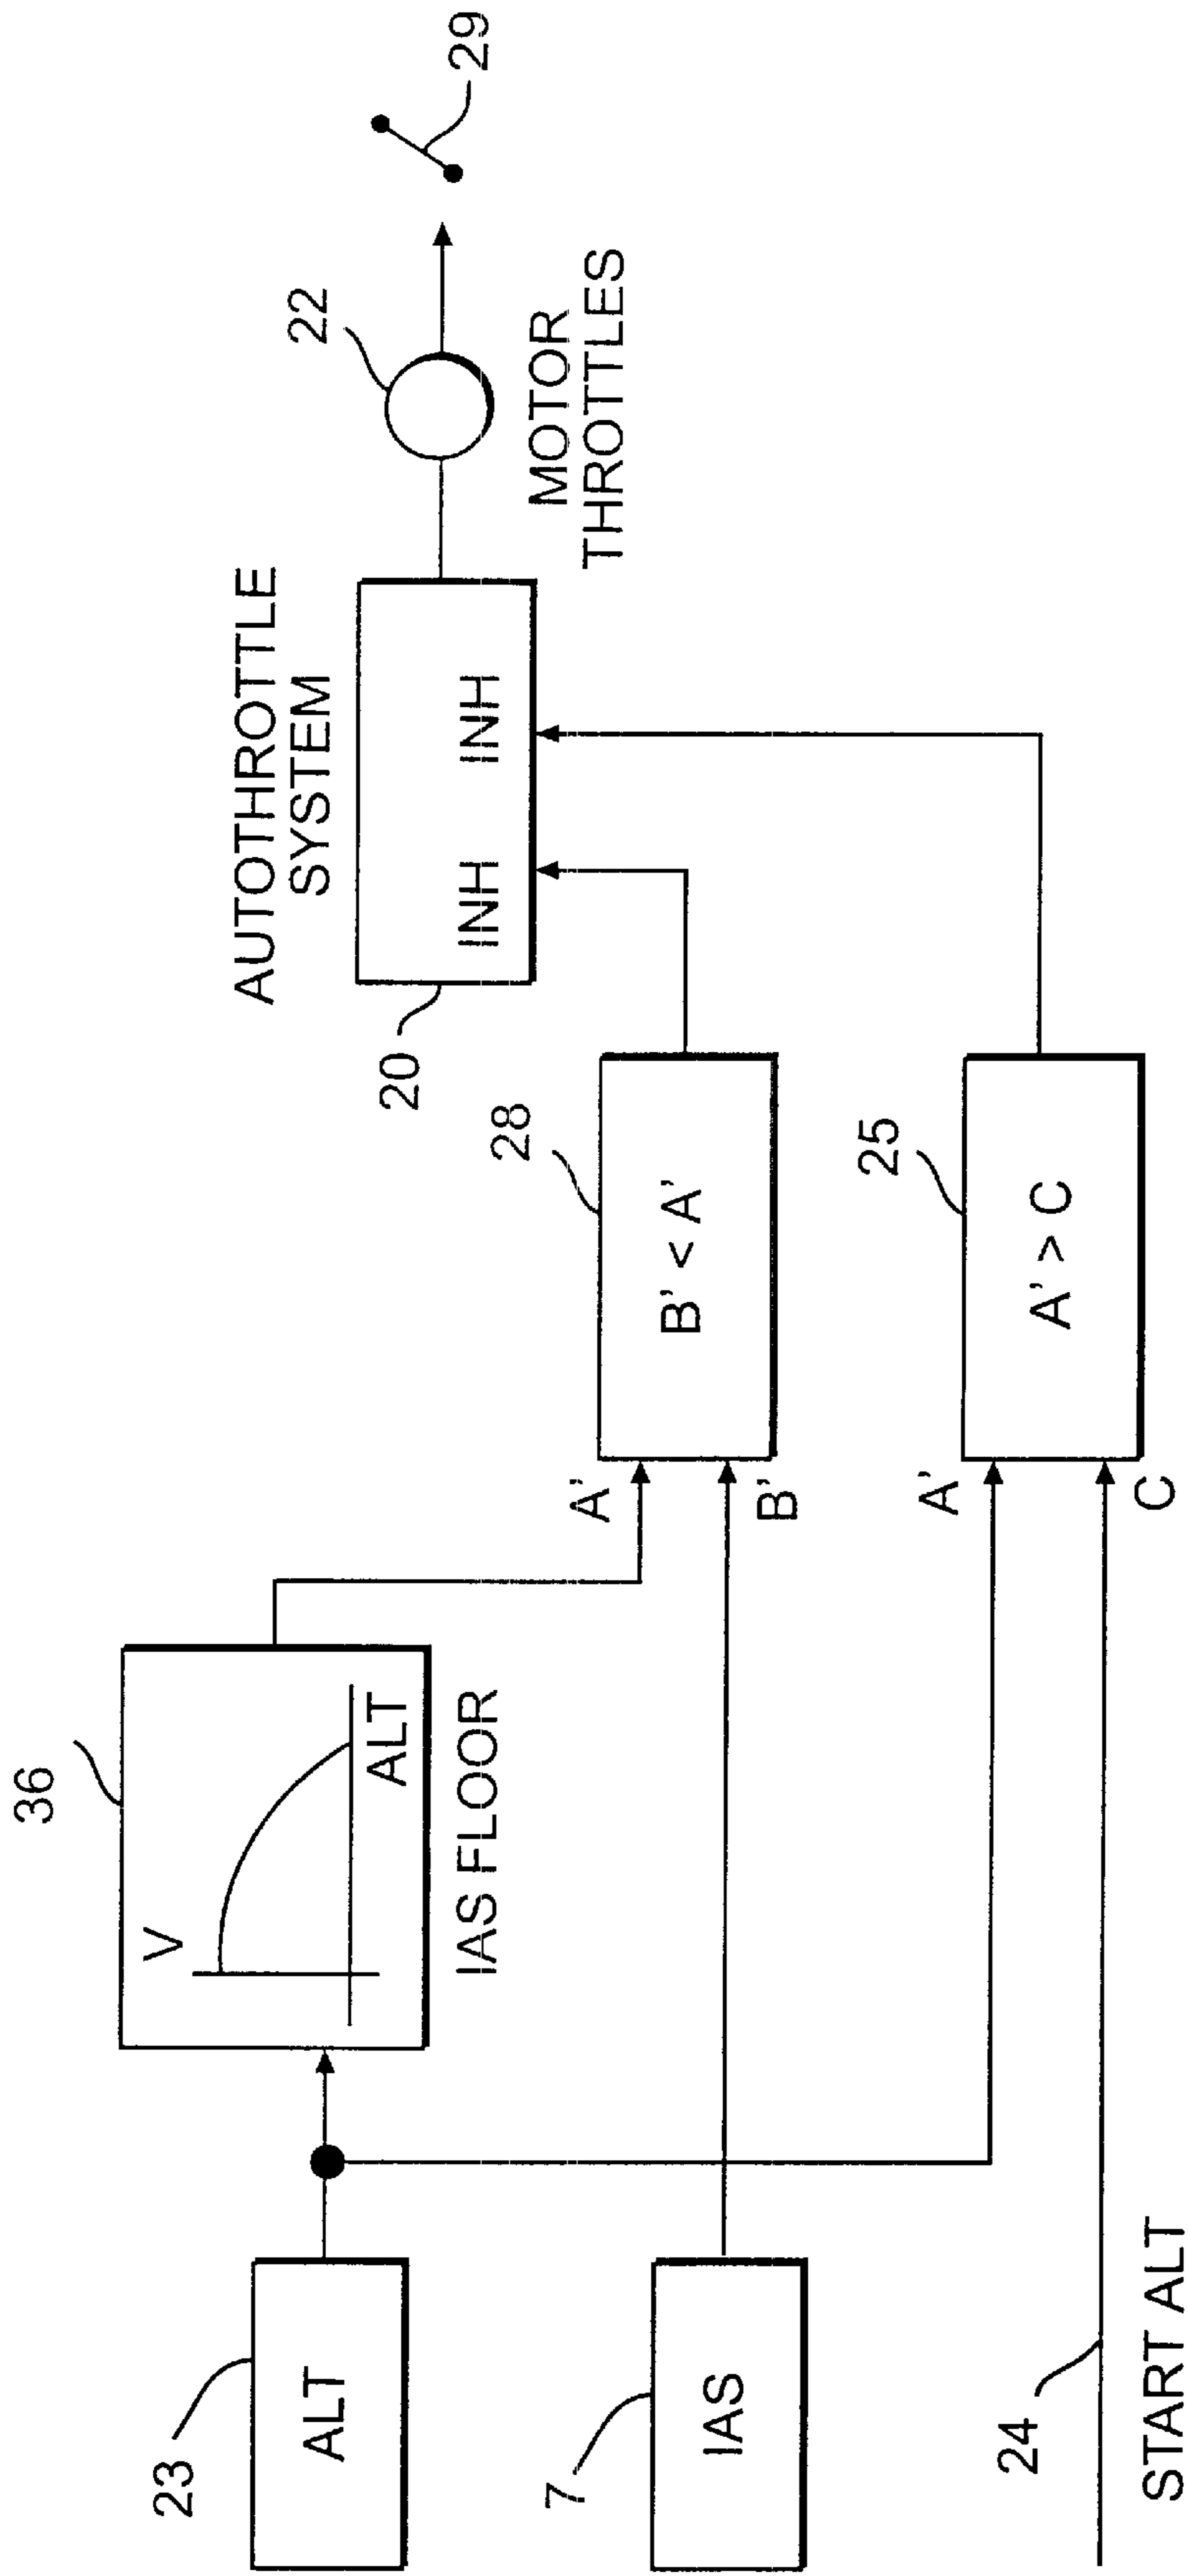 36
V
ALT
IAS FLOOR
23
ALT
7
IAS
24
START ALT
A'
B'
28
B' < A'
A'
C
25
A' > C
AUTOTHROTTLE
SYSTEM
20
INH
INH
22
MOTOR
THROTTLES
29